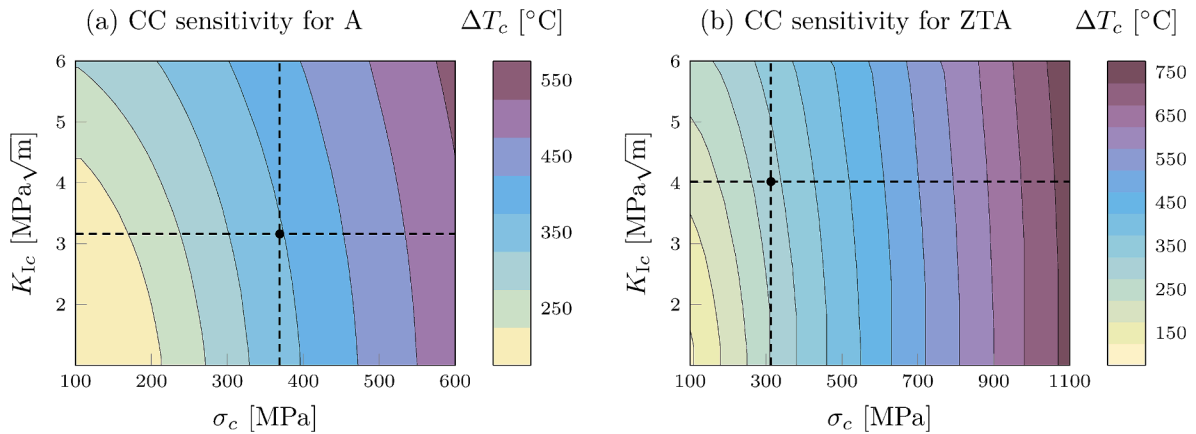 (a) CC sensitivity for A
ΔT_c [°C]
6
5
4
3
2
K_Ic [MPa√m]
100 200 300 400 500 600
σ_c [MPa]
550
450
350
250
(b) CC sensitivity for ZTA
ΔT_c [°C]
6
5
4
3
2
K_Ic [MPa√m]
100 300 500 700 900 1100
σ_c [MPa]
750
650
550
450
350
250
150